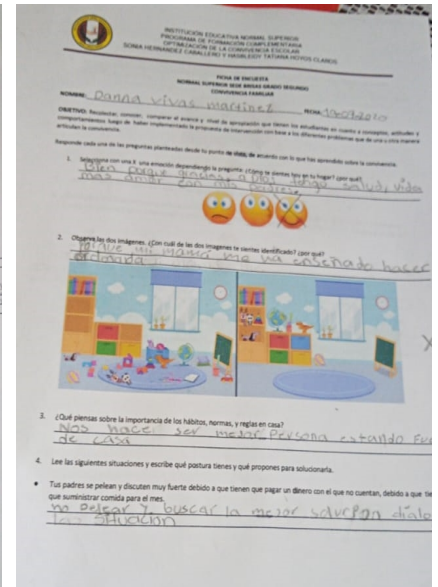 INSTITUCIÓN EDUCATIVA NORMAL SUPERIOR
PROGRAMA DE FORMACIÓN COMPLEMENTARIA
OPTIMIZACIÓN DE LA CONVIVENCIA ESCOLAR
SONIA HERNANDEZ CABALLERO Y HASBLEIDY TATIANA HOYOS CLAROS
FICHA DE ENCUESTA
NORMAL SUPERIOR SEDE BRISAS GRADO SEGUNDO
CONVIVENCIA FAMILIAR
NOMBRE: Danna vivas martinez FECHA:
OBJETIVO: Recolectar, conocer, comparar el avance y nivel de apropiación que tienen los estudiantes en cuanto a conceptos, actitudes y
comportamientos luego de haber implementado la propuesta de intervención con base a los diferentes problemas que de una u otra manera
articulan la convivencia.
Responde cada una de las preguntas planteadas desde tu punto de vista, de acuerdo con lo que has aprendido sobre la convivencia.
1. Selecciona con una X una emoción dependiendo la pregunta: ¿Cómo te sientes hoy en tu hogar? ¿por qué?
Bien porque gracias a Dios tengo salud, vida
mas amor con mis padres
2. Observa las dos imágenes. ¿Con cuál de las dos imágenes te sientes identificado? ¿por qué?
porque mi mamá me ha enseñado hacer
ordenada
3. ¿Qué piensas sobre la importancia de los hábitos, normas, y reglas en casa?
Nos hace ser mejor persona estando
de casa
4. Lee las siguientes situaciones y escribe qué postura tienes y qué propones para solucionarla.
• Tus padres se pelean y discuten muy fuerte debido a que tienen que pagar un dinero con el que no cuentan, debido a que
que suministrar comida para el mes.
no pelear y buscar la mejor
la situación